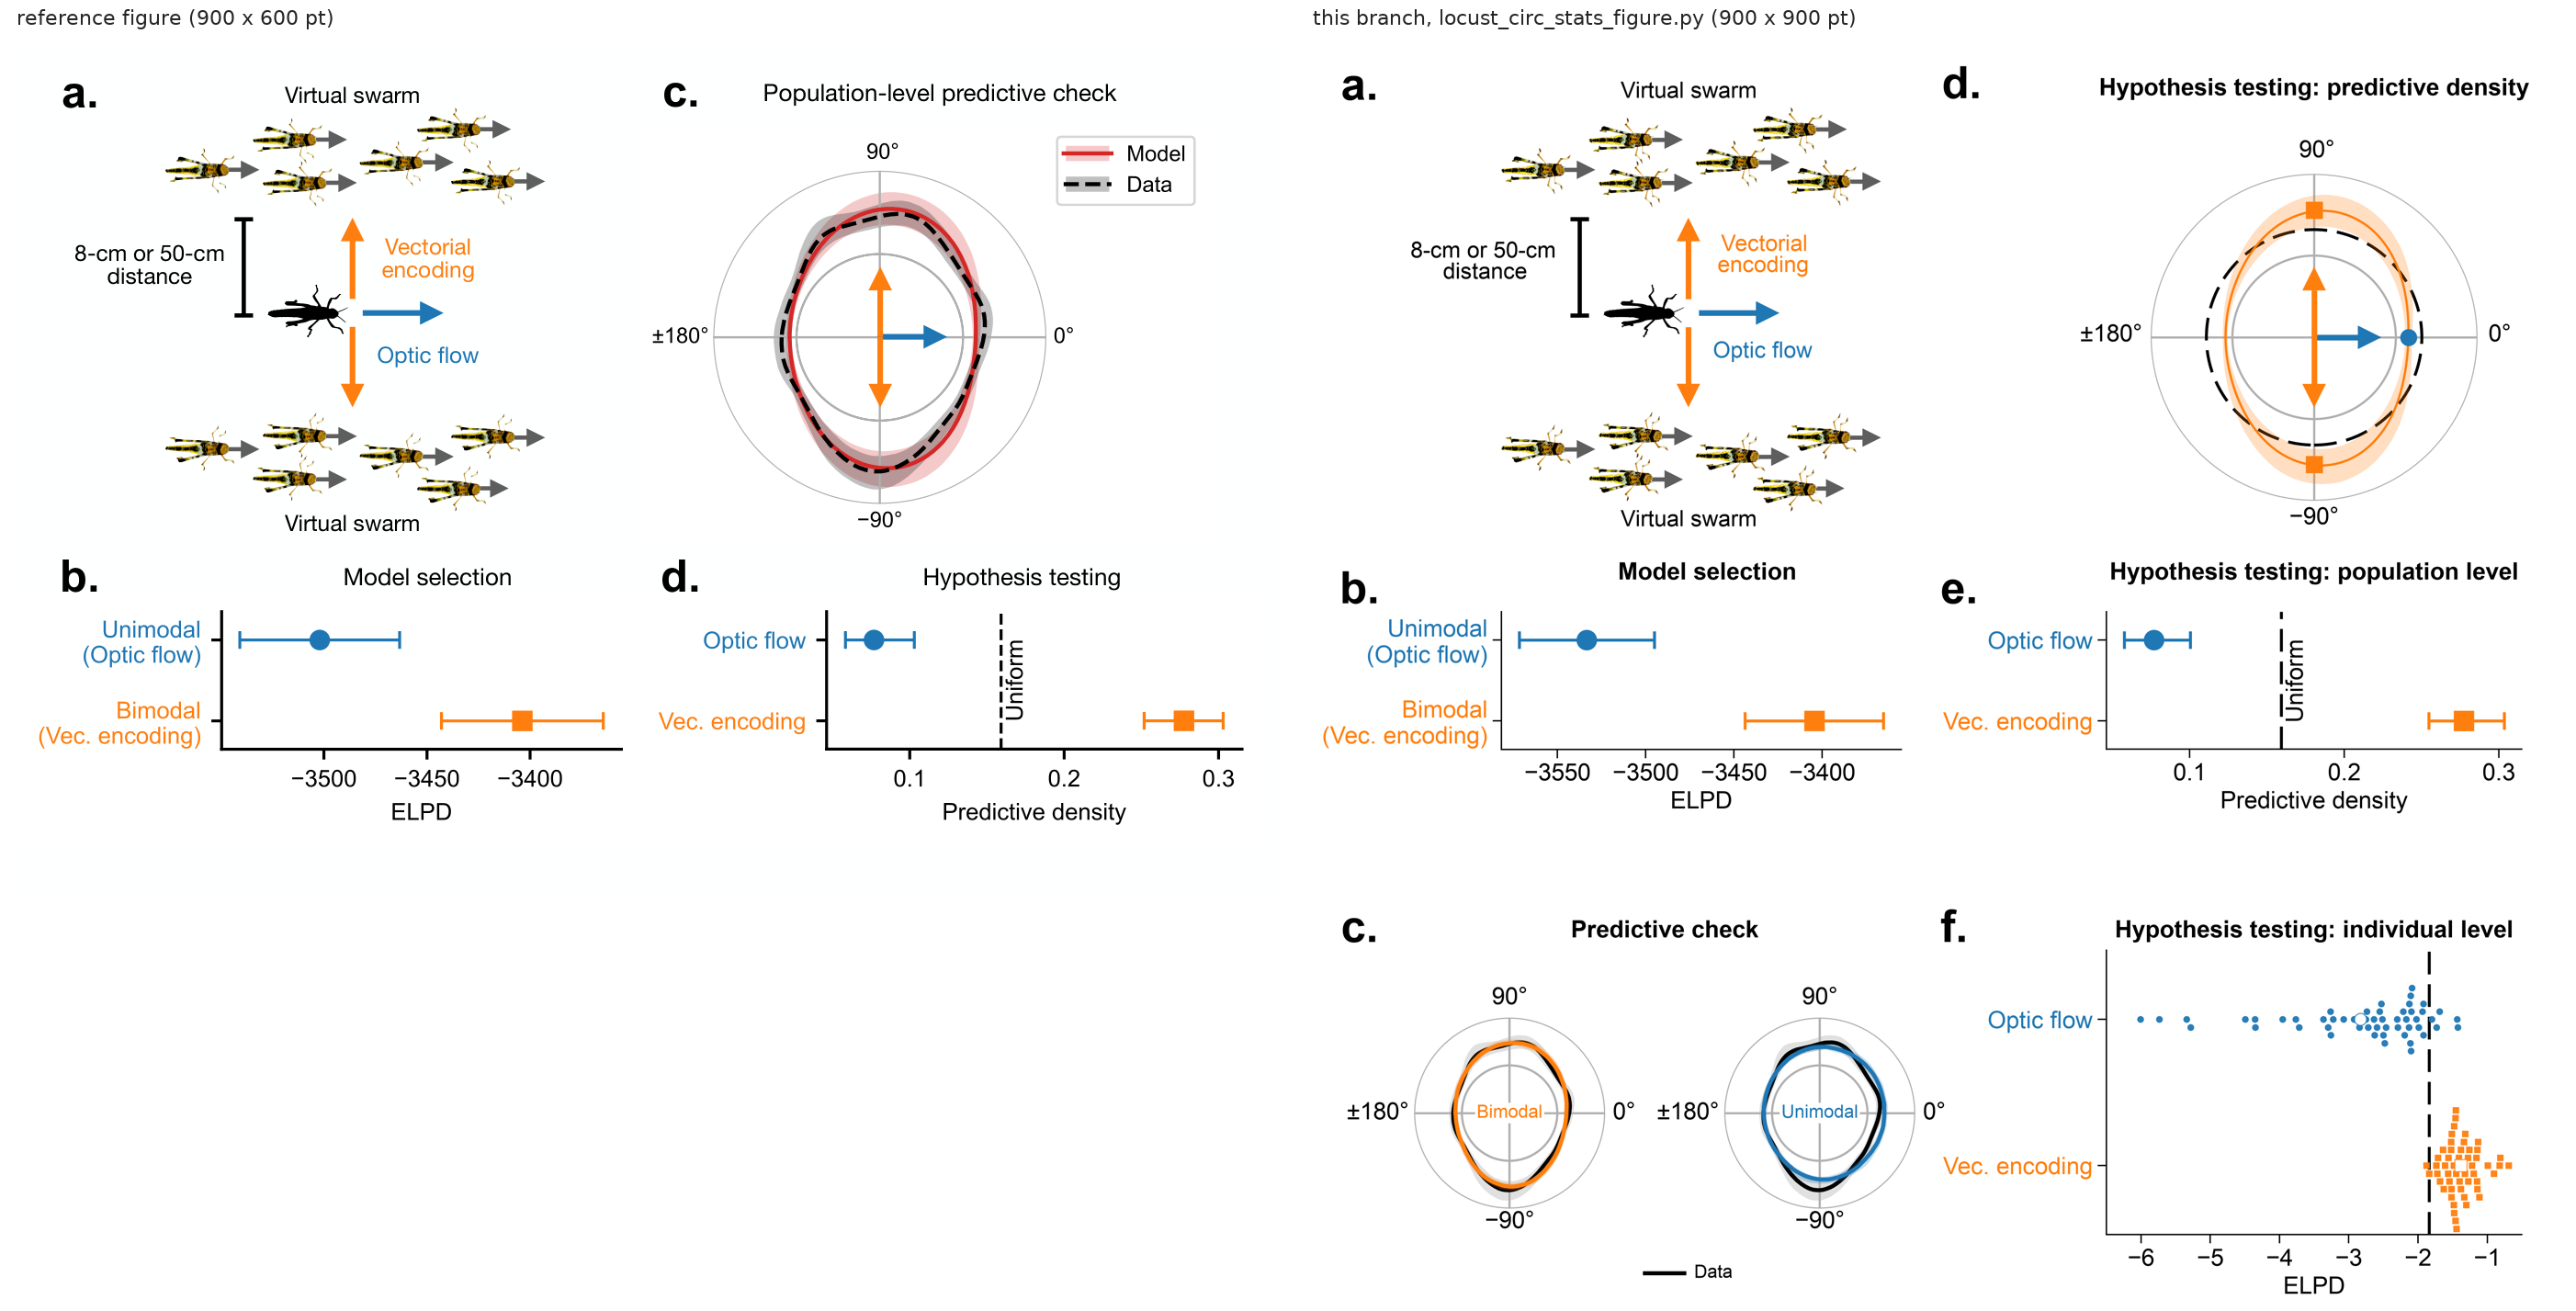 reference figure (900 x 600 pt)
a.
Virtual swarm
8-cm or 50-cm
distance
Vectorial
encoding
Optic flow
Virtual swarm
c.
Population-level predictive check
Model
Data
90°
±180°
0°
−90°
b.
Model selection
Unimodal
(Optic flow)
Bimodal
(Vec. encoding)
−3500
−3450
−3400
ELPD
d.
Hypothesis testing
Optic flow
Vec. encoding
Uniform
0.1
0.2
0.3
Predictive density
this branch, locust_circ_stats_figure.py (900 x 900 pt)
a.
Virtual swarm
8-cm or 50-cm
distance
Vectorial
encoding
Optic flow
Virtual swarm
d.
Hypothesis testing: predictive density
90°
±180°
0°
−90°
b.
Model selection
Unimodal
(Optic flow)
Bimodal
(Vec. encoding)
−3550
−3500
−3450
−3400
ELPD
e.
Hypothesis testing: population level
Optic flow
Vec. encoding
Uniform
0.1
0.2
0.3
Predictive density
c.
Predictive check
90°
±180°
Bimodal
0°
−90°
90°
±180°
Unimodal
0°
−90°
Data
f.
Hypothesis testing: individual level
Optic flow
Vec. encoding
−6
−5
−4
−3
−2
−1
ELPD